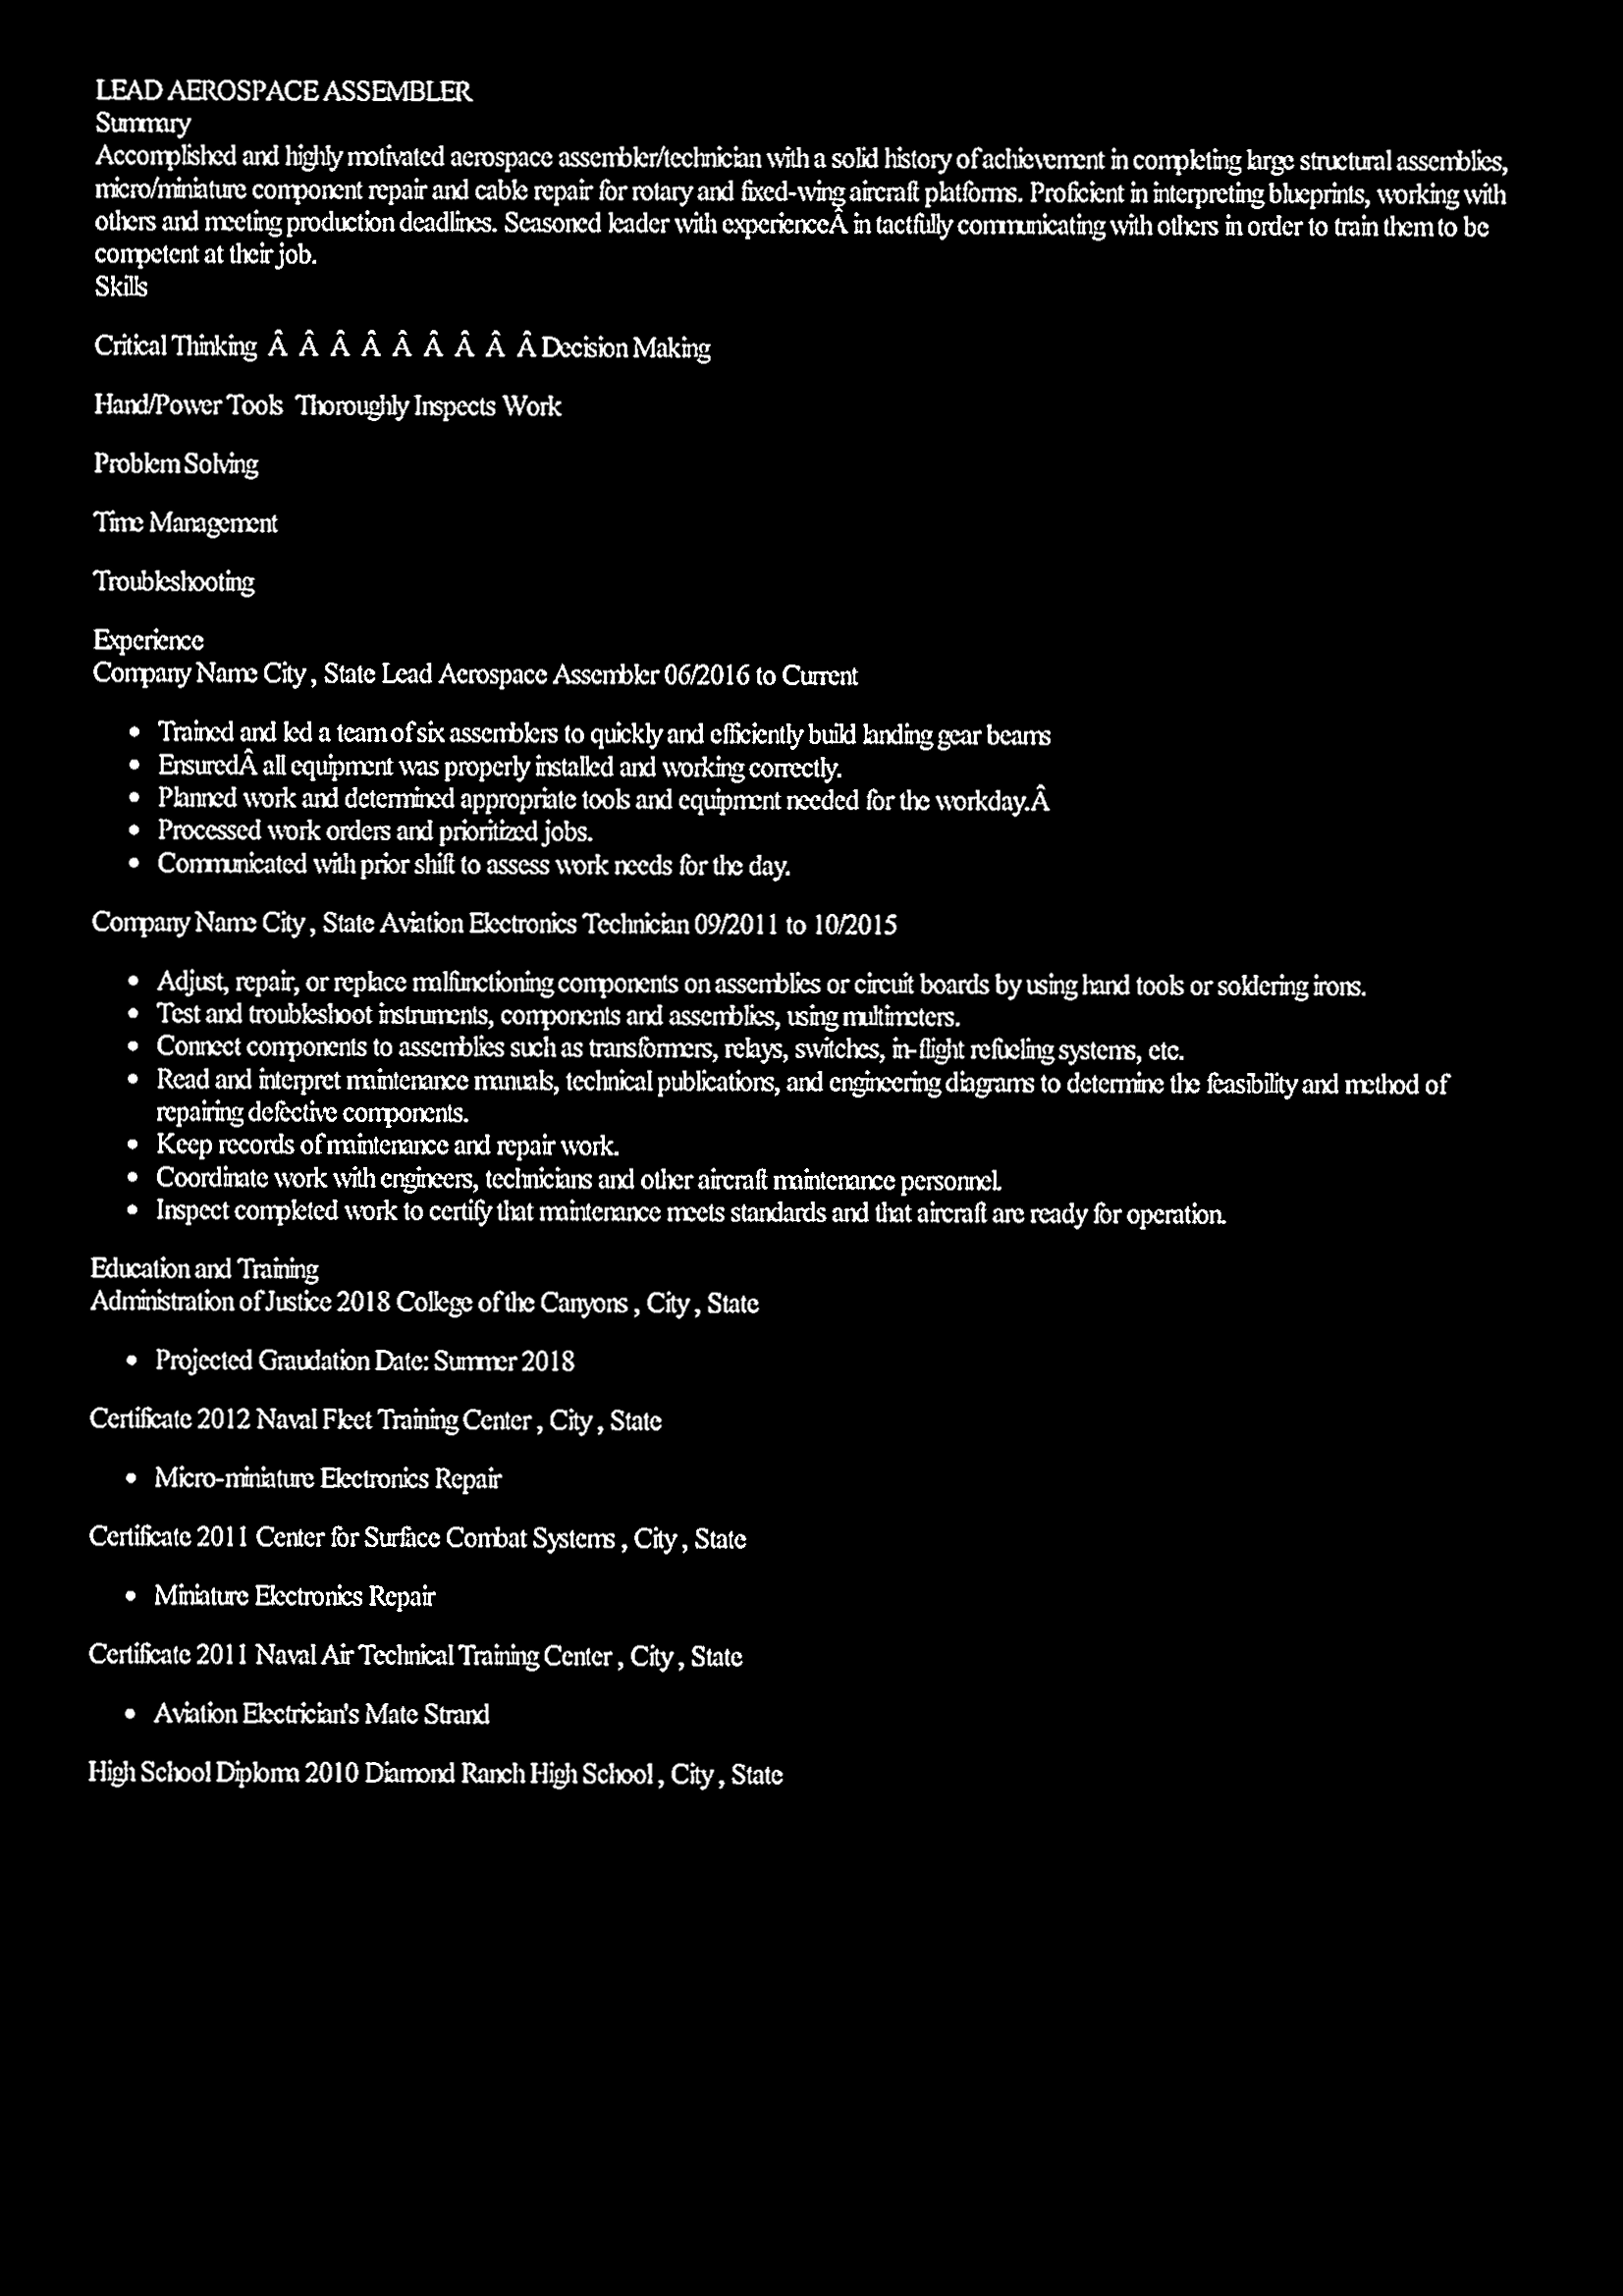 LEAD AEROSPACE ASSEMBLER
Summary
Accomplished and highly motivated aerospace assembler/technician with a solid history of achievement in completing large structural assemblies,
micro/miniature component repair and cable repair for rotary and fixed-wing aircraft platforms. Proficient in interpreting blueprints, working with
others and meeting production deadlines. Seasoned leader with experienceÂ in tactfully communicating with others in order to train them to be
competent at their job.
Skills
Critical Thinking Â Â Â Â Â Â Â Â Â Decision Making
Hand/Power Tools Thoroughly Inspects Work
Problem Solving
Time Management
Troubleshooting
Experience
Company Name City , State Lead Aerospace Assembler 06/2016 to Current
• Trained and led a team of six assemblers to quickly and efficiently build landing gear beams
• EnsuredÂ all equipment was properly installed and working correctly.
• Planned work and determined appropriate tools and equipment needed for the workday.Â
• Processed work orders and prioritized jobs.
• Communicated with prior shift to assess work needs for the day.
Company Name City , State Aviation Electronics Technician 09/2011 to 10/2015
• Adjust, repair, or replace malfunctioning components on assemblies or circuit boards by using hand tools or soldering irons.
• Test and troubleshoot instruments, components and assemblies, using multimeters.
• Connect components to assemblies such as transformers, relays, switches, in-flight refueling systems, etc.
• Read and interpret maintenance manuals, technical publications, and engineering diagrams to determine the feasibility and method of
repairing defective components.
• Keep records of maintenance and repair work.
• Coordinate work with engineers, technicians and other aircraft maintenance personnel.
• Inspect completed work to certify that maintenance meets standards and that aircraft are ready for operation.
Education and Training
Administration of Justice 2018 College of the Canyons , City , State
• Projected Graudation Date: Summer 2018
Certificate 2012 Naval Fleet Training Center , City , State
• Micro-miniature Electronics Repair
Certificate 2011 Center for Surface Combat Systems , City , State
• Miniature Electronics Repair
Certificate 2011 Naval Air Technical Training Center , City , State
• Aviation Electrician's Mate Strand
High School Diploma 2010 Diamond Ranch High School , City , State